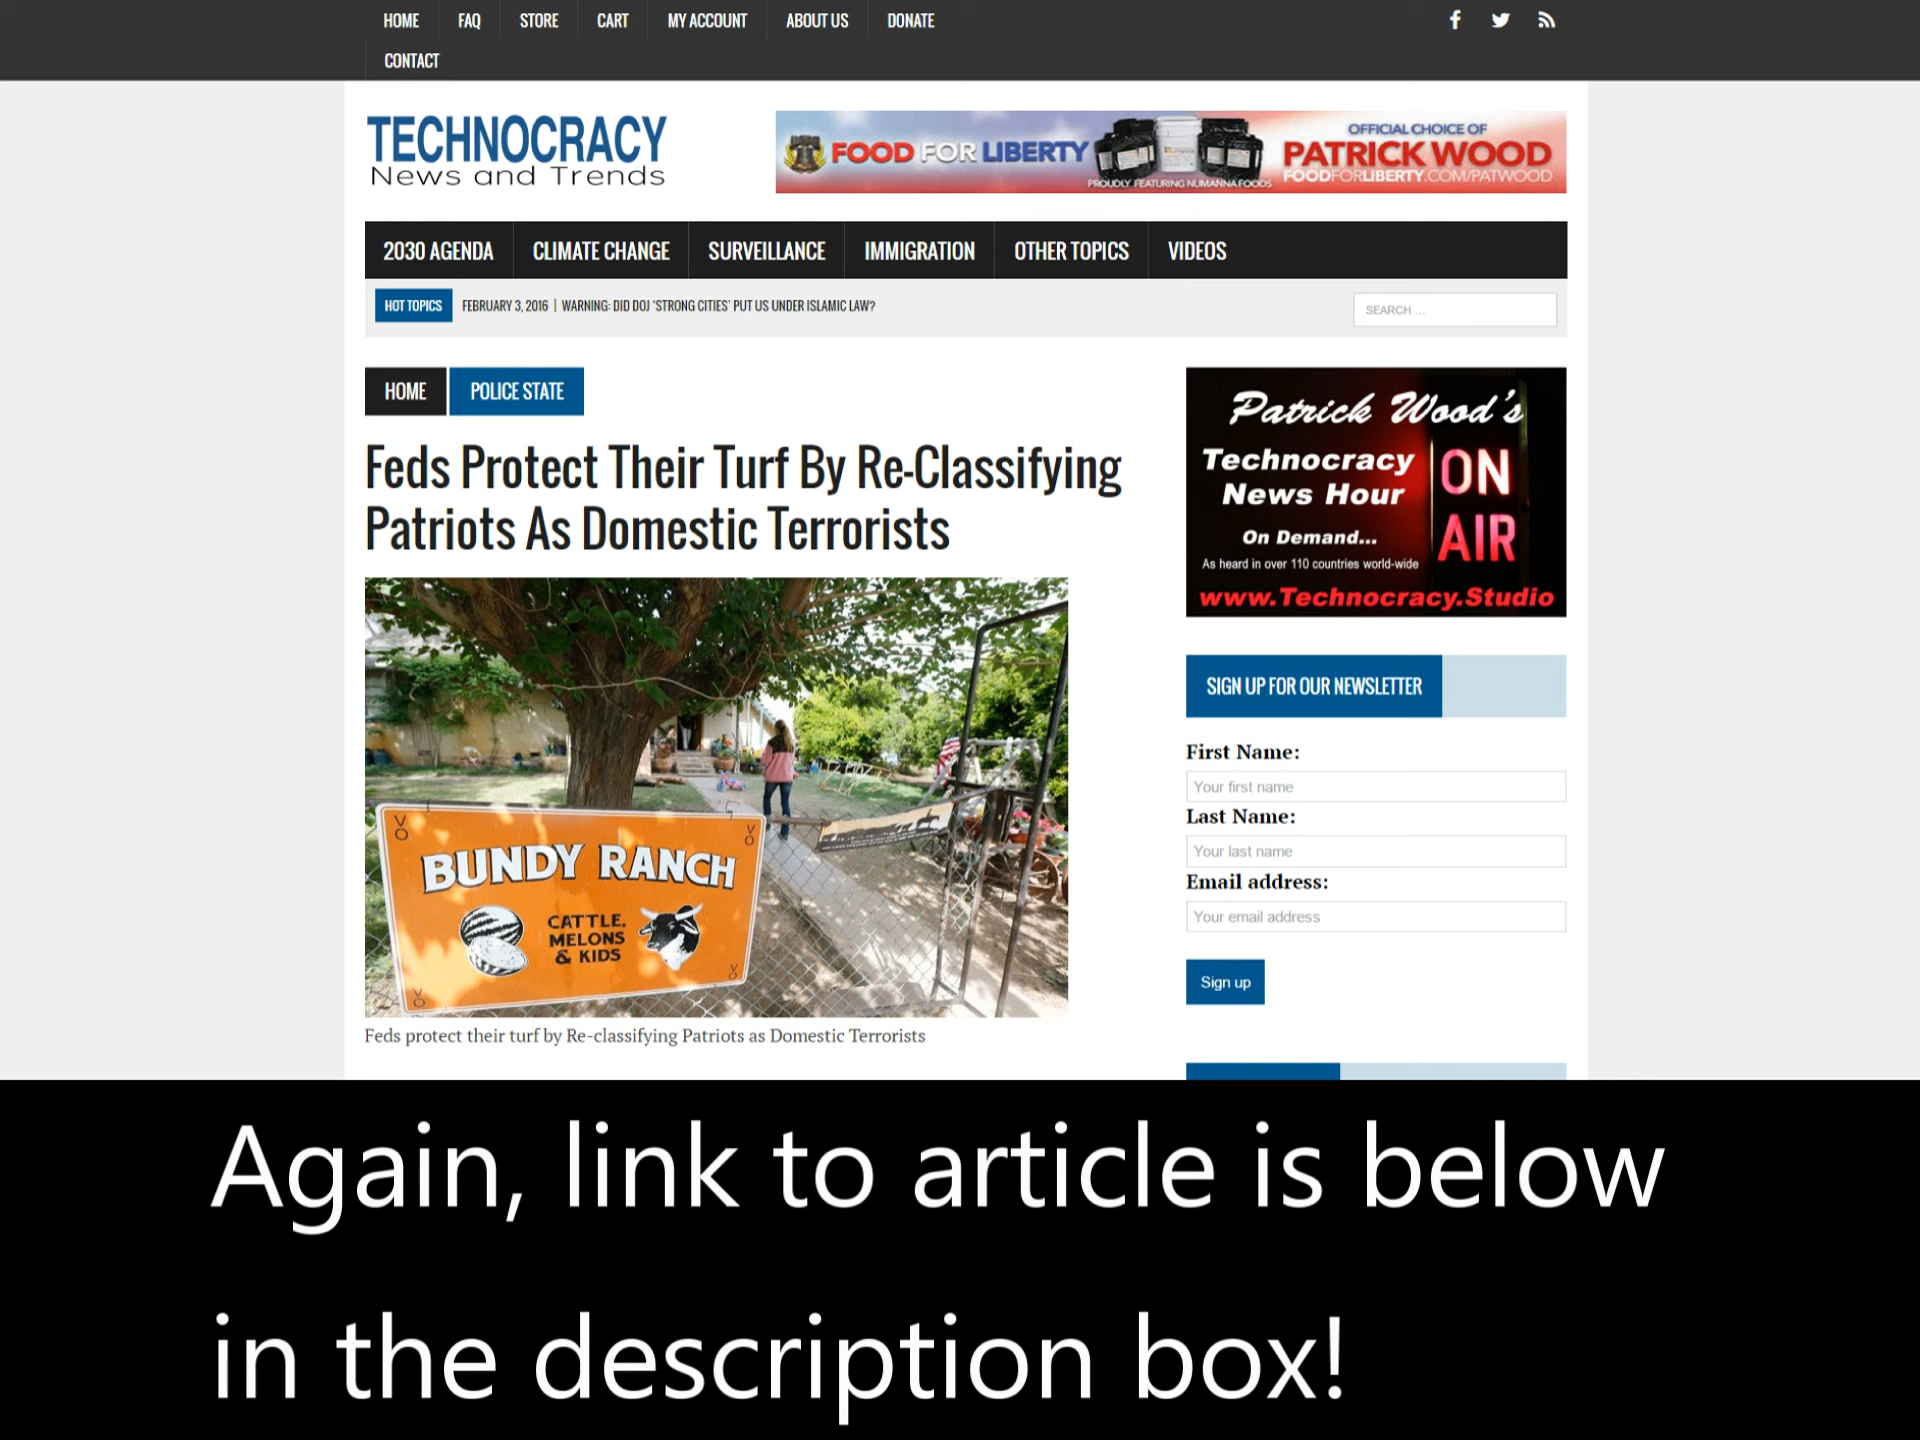 HOME FAQ STORE CART MY ACCOUNT ABOUT US DONATE
CONTACT
TECHNOCRACY
News and Trends
FOOD FOR LIBERTY
PROUDLY FEATURING NUMANNA FOODS
OFFICIAL CHOICE OF
PATRICK WOOD
FOODFORLIBERTY.COM/PATWOOD
2030 AGENDA CLIMATE CHANGE SURVEILLANCE IMMIGRATION OTHER TOPICS VIDEOS
HOT TOPICS FEBRUARY 3, 2016 | WARNING: DID DOJ 'STRONG CITIES' PUT US UNDER ISLAMIC LAW?
SEARCH ...
HOME POLICE STATE
Feds Protect Their Turf By Re-Classifying
Patriots As Domestic Terrorists
BUNDY RANCH
CATTLE,
MELONS
& KIDS
VO
VO
VO
VO
Feds protect their turf by Re-classifying Patriots as Domestic Terrorists
Patrick Wood's
Technocracy
News Hour
On Demand...
As heard in over 110 countries world-wide
ON
AIR
www.Technocracy.Studio
SIGN UP FOR OUR NEWSLETTER
First Name:
Your first name
Last Name:
Your last name
Email address:
Your email address
Sign up
Again, link to article is below
in the description box!